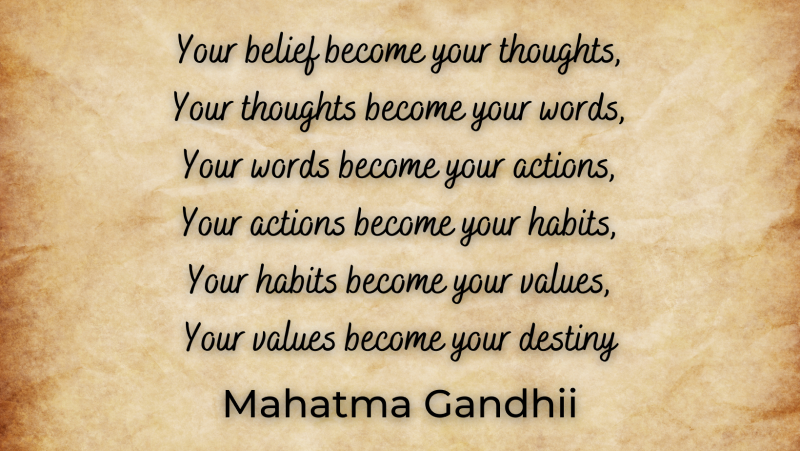 Your belief become your thoughts,
Your thoughts become your words,
Your words become your actions,
Your actions become your habits,
Your habits become your values,
Your values become your destiny
Mahatma Gandhii